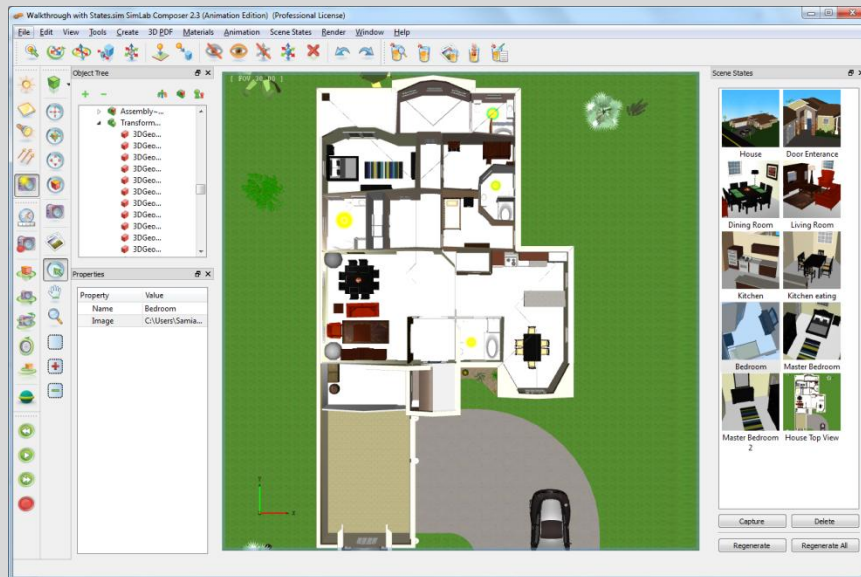 Walkthrough with States.sim SimLab Composer 2.3 (Animation Edition) (Professional License)
File Edit View Tools Create 3D PDF Materials Animation Scene States Render Window Help
Object Tree
Assembly~...
Transform...
3DGeo...
3DGeo...
3DGeo...
3DGeo...
3DGeo...
3DGeo...
3DGeo...
3DGeo...
3DGeo...
3DGeo...
Properties
Property Value
Name Bedroom
Image C:\Users\Samia...
Scene States
House Door Enterance
Dining Room Living Room
Kitchen Kitchen eating
Bedroom Master Bedroom
Master Bedroom 2 House Top View
Capture Delete
Regenerate Regenerate All